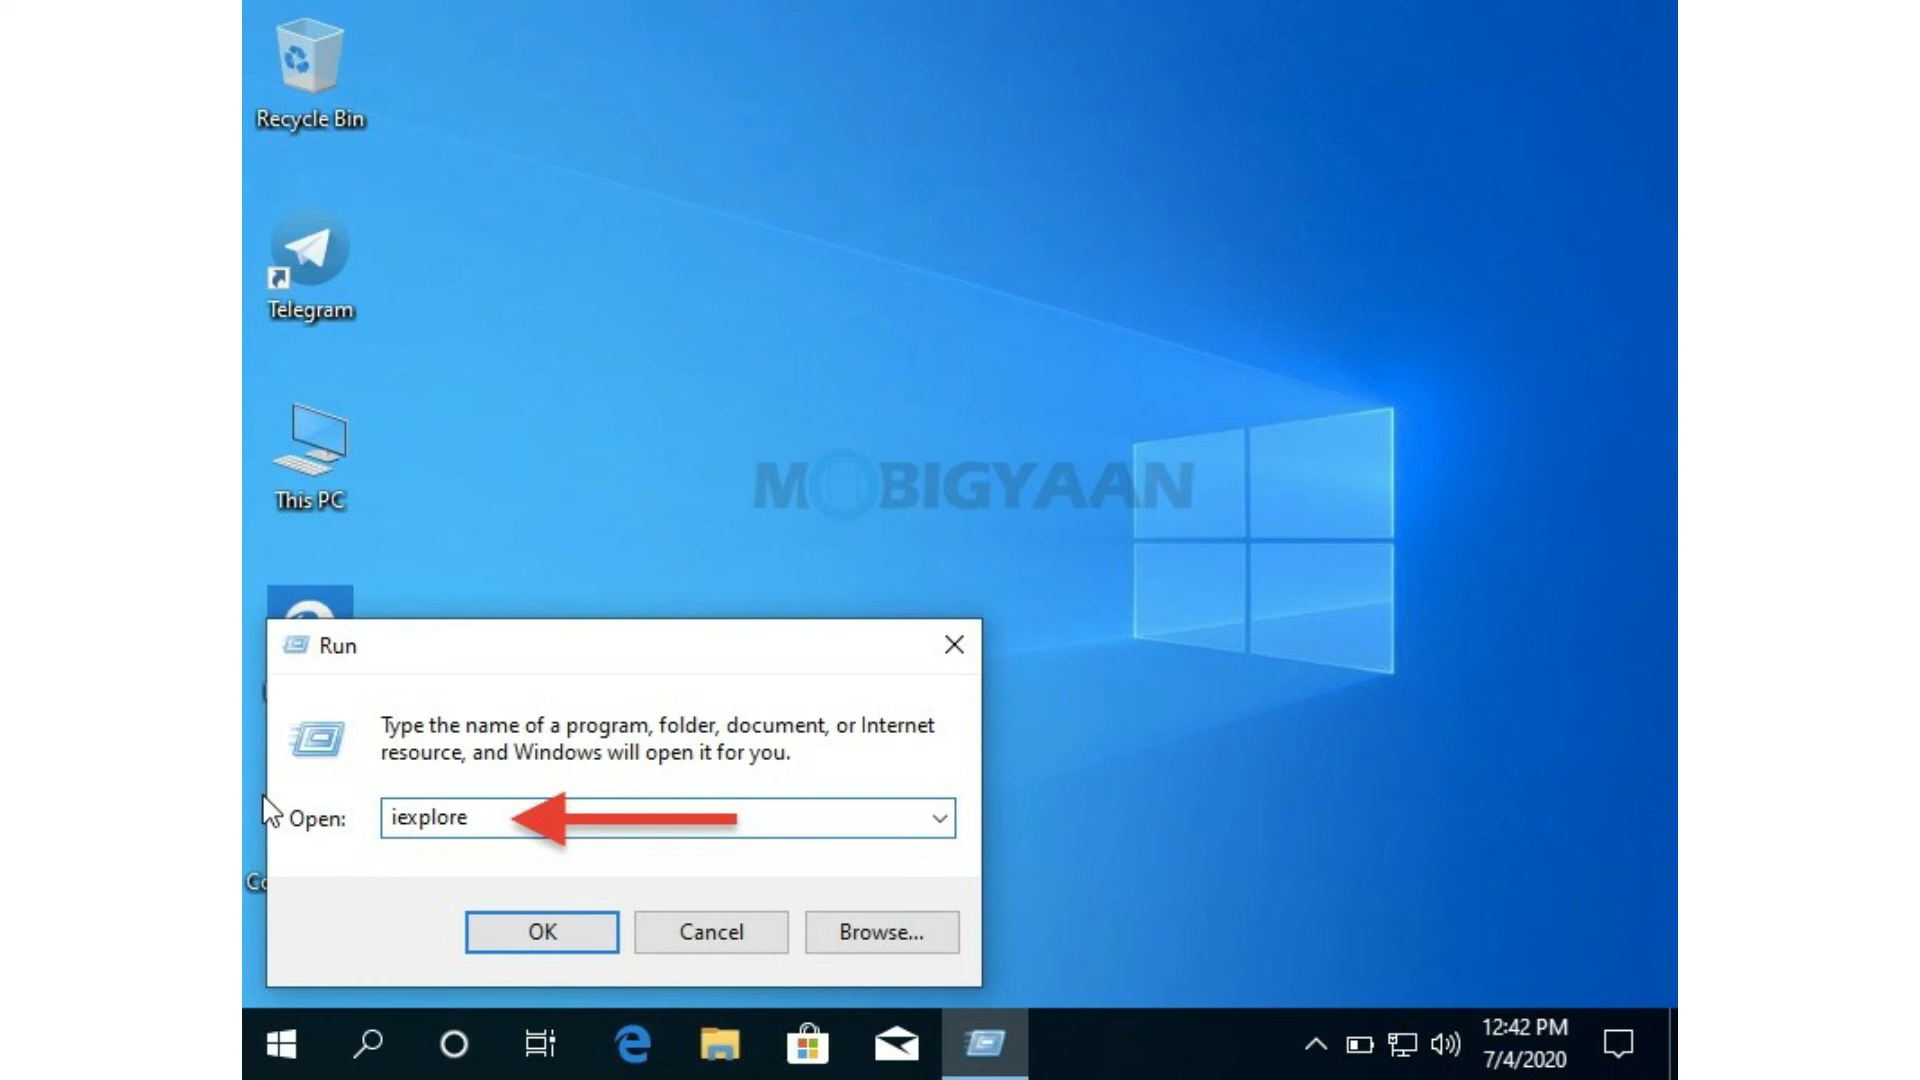 Recycle Bin
Telegram
This PC
MOBIGYAAN
Run
Type the name of a program, folder, document, or Internet
resource, and Windows will open it for you.
Open:
iexplore
OK
Cancel
Browse...
12:42 PM
7/4/2020